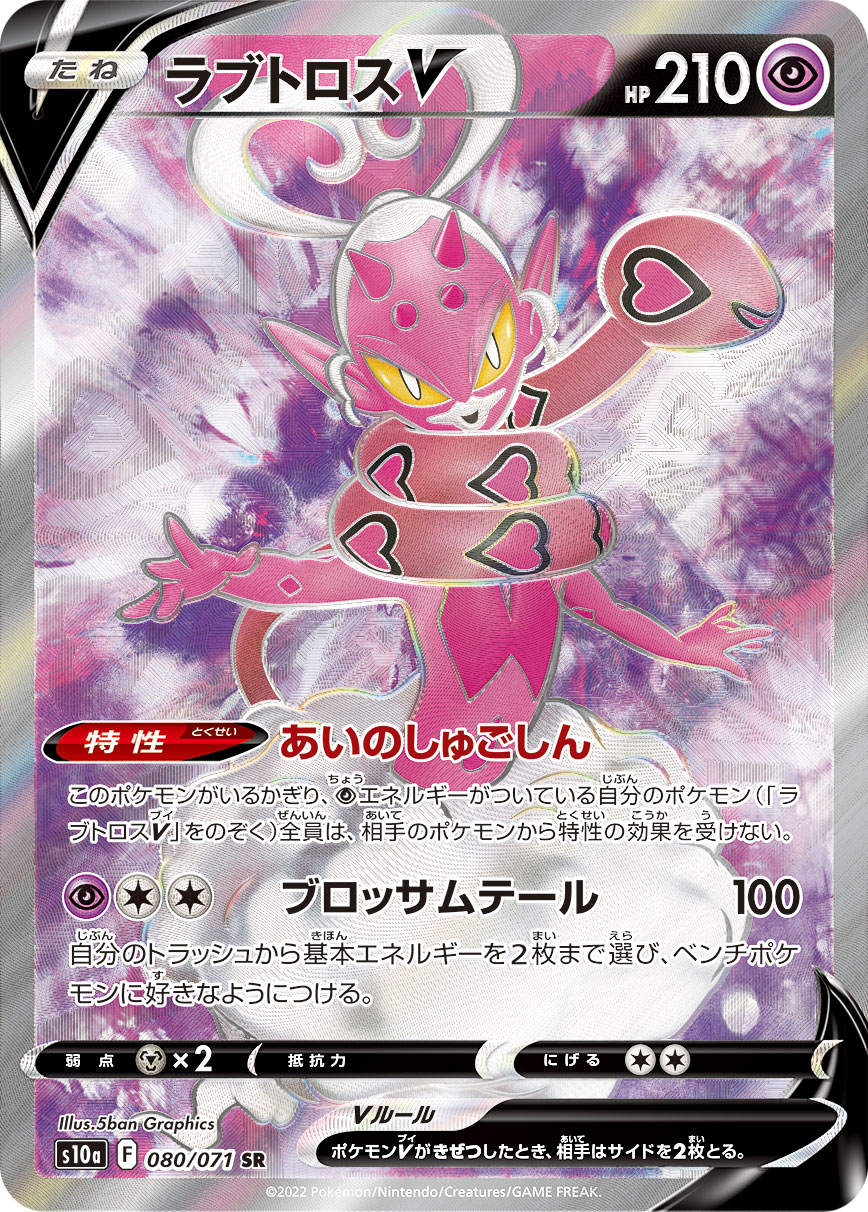 たね ラブトロスV HP 210
特性 とくせい あいのしゅごしん
このポケモンがいるかぎり、エネルギーがついている自分のポケモン(「ラ
ブトロスV」をのぞく)全員は、相手のポケモンから特性の効果を受けない。
ブロッサムテール 100
自分のトラッシュから基本エネルギーを2枚まで選び、ベンチポケ
モンに好きなようにつける。
弱点 ×2 抵抗力 にげる
Illus.5ban Graphics
Vルール
ポケモンVがきぜつしたとき、相手はサイドを2枚とる。
s10a F 080/071 SR
©2022 Pokémon/Nintendo/Creatures/GAME FREAK.